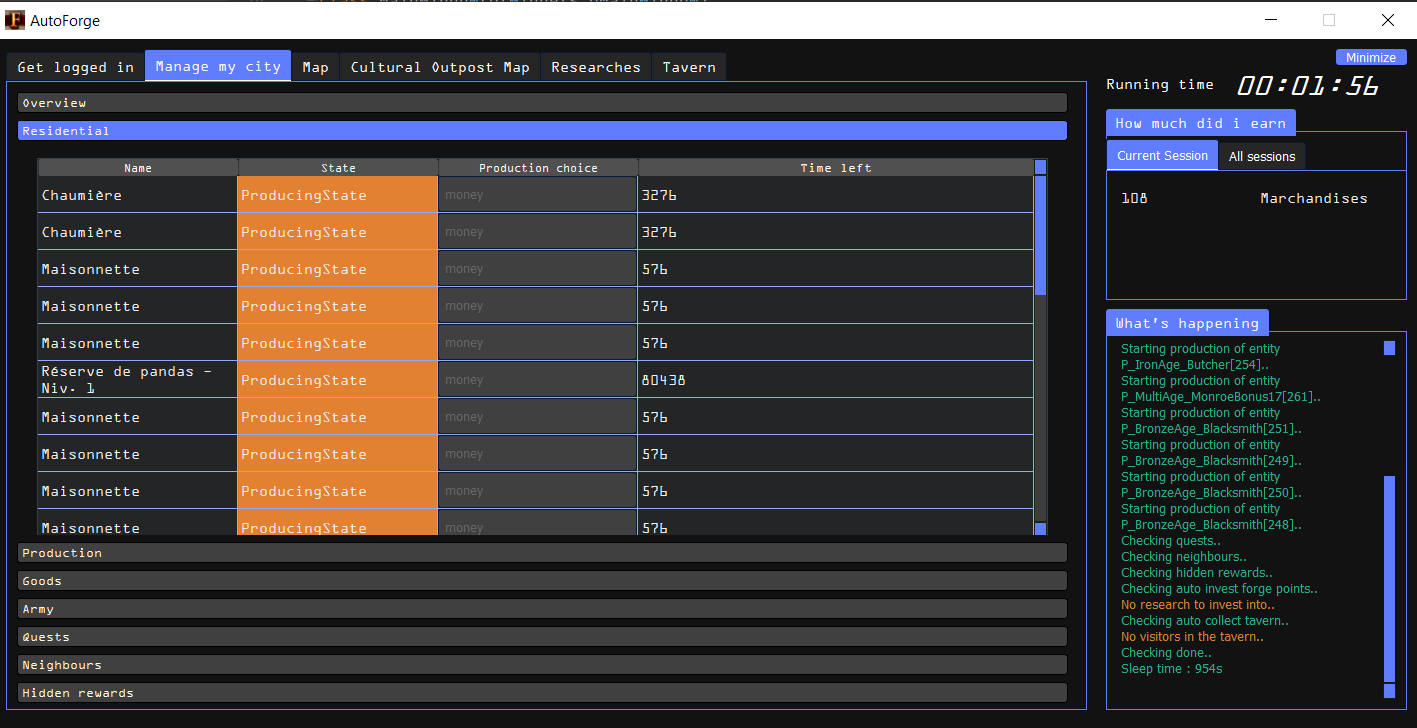 AutoForge
Minimize
Get logged in
Manage my city
Map
Cultural Outpost Map
Researches
Tavern
Running time
00:01:56
Overview
Residential
Name State Production choice Time left
Chaumière ProducingState money 3276
Chaumière ProducingState money 3276
Maisonnette ProducingState money 576
Maisonnette ProducingState money 576
Maisonnette ProducingState money 576
Réserve de pandas -
Niv. 1 ProducingState money 80438
Maisonnette ProducingState money 576
Maisonnette ProducingState money 576
Maisonnette ProducingState money 576
Maisonnette ProducingState money 576
Production
Goods
Army
Quests
Neighbours
Hidden rewards
How much did i earn
Current Session
All sessions
108 Marchandises
What's happening
Starting production of entity
P_IronAge_Butcher[254]..
Starting production of entity
P_MultiAge_MonroeBonus17[261]..
Starting production of entity
P_BronzeAge_Blacksmith[251]..
Starting production of entity
P_BronzeAge_Blacksmith[249]..
Starting production of entity
P_BronzeAge_Blacksmith[250]..
Starting production of entity
P_BronzeAge_Blacksmith[248]..
Checking quests..
Checking neighbours..
Checking hidden rewards..
Checking auto invest forge points..
No research to invest into..
Checking auto collect tavern..
No visitors in the tavern..
Checking done..
Sleep time : 954s